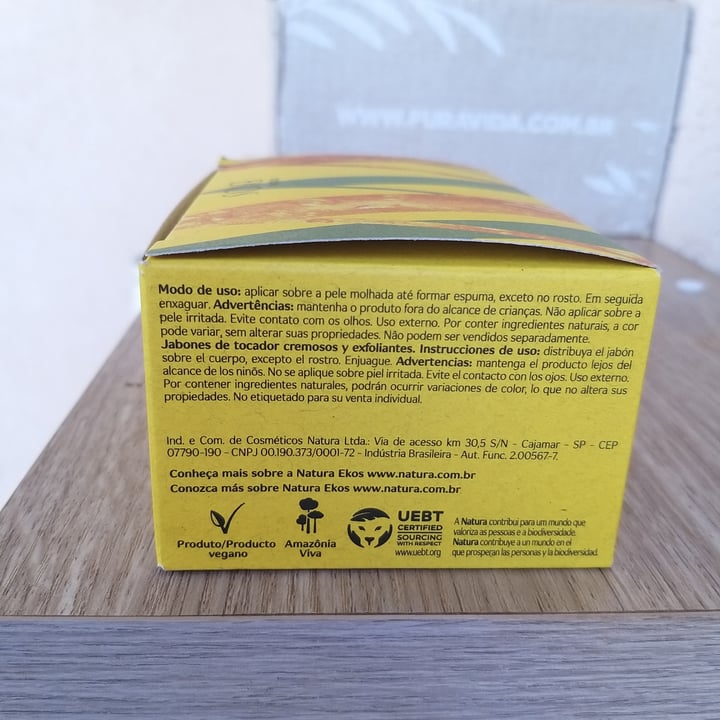 WWW.PURAVIDA.COM.BR
Modo de uso: aplicar sobre a pele molhada até formar espuma, exceto no rosto. Em seguida
enxaguar. Advertências: mantenha o produto fora do alcance de crianças. Não aplicar sobre a
pele irritada. Evite contato com os olhos. Uso externo. Por conter ingredientes naturais, a cor
pode variar, sem alterar suas propriedades. Não podem ser vendidos separadamente.
Jabones de tocador cremosos y exfoliantes. Instrucciones de uso: distribuya el jabón
sobre el cuerpo, excepto el rostro. Enjuague. Advertencias: mantenga el producto lejos del
alcance de los niños. No se aplique sobre piel irritada. Evite el contacto con los ojos. Uso externo.
Por contener ingredientes naturales, podrán ocurrir variaciones de color, lo que no altera sus
propiedades. No etiquetado para su venta individual.
Ind. e Com. de Cosméticos Natura Ltda.: Via de acesso km 30,5 S/N - Cajamar - SP - CEP
07790-190 - CNPJ 00.190.373/0001-72 - Indústria Brasileira - Aut. Func. 2.00567-7.
Conheça mais sobre a Natura Ekos www.natura.com.br
Conozca más sobre Natura Ekos www.natura.com.br
Produto/Producto
vegano
Amazônia
Viva
UEBT
CERTIFIED
SOURCING
WITH RESPECT
www.uebt.org
A Natura contribui para um mundo que
valoriza as pessoas e a biodiversidade.
Natura contribuye a un mundo en el
que prosperan las personas y la biodiversidad.